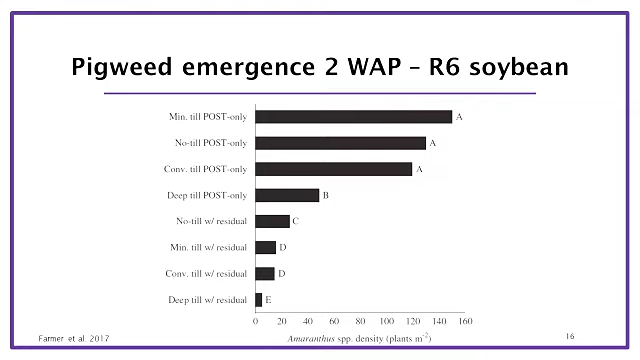 Pigweed emergence 2 WAP – R6 soybean
Min. till POST-only A
No-till POST-only A
Conv. till POST-only A
Deep till POST-only B
No-till w/ residual C
Min. till w/ residual D
Conv. till w/ residual D
Deep till w/ residual E
0 20 40 60 80 100 120 140 160
Amaranthus spp. density (plants m⁻²)
Farmer et al. 2017
16